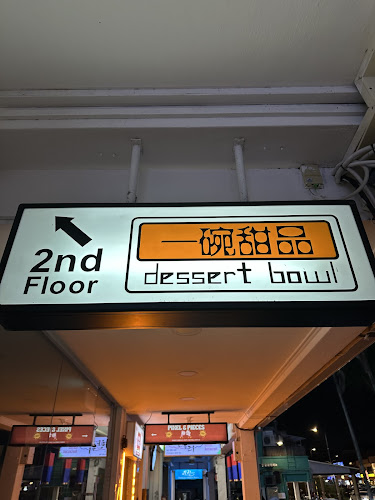 2nd
Floor
一碗甜品
dessert bowl